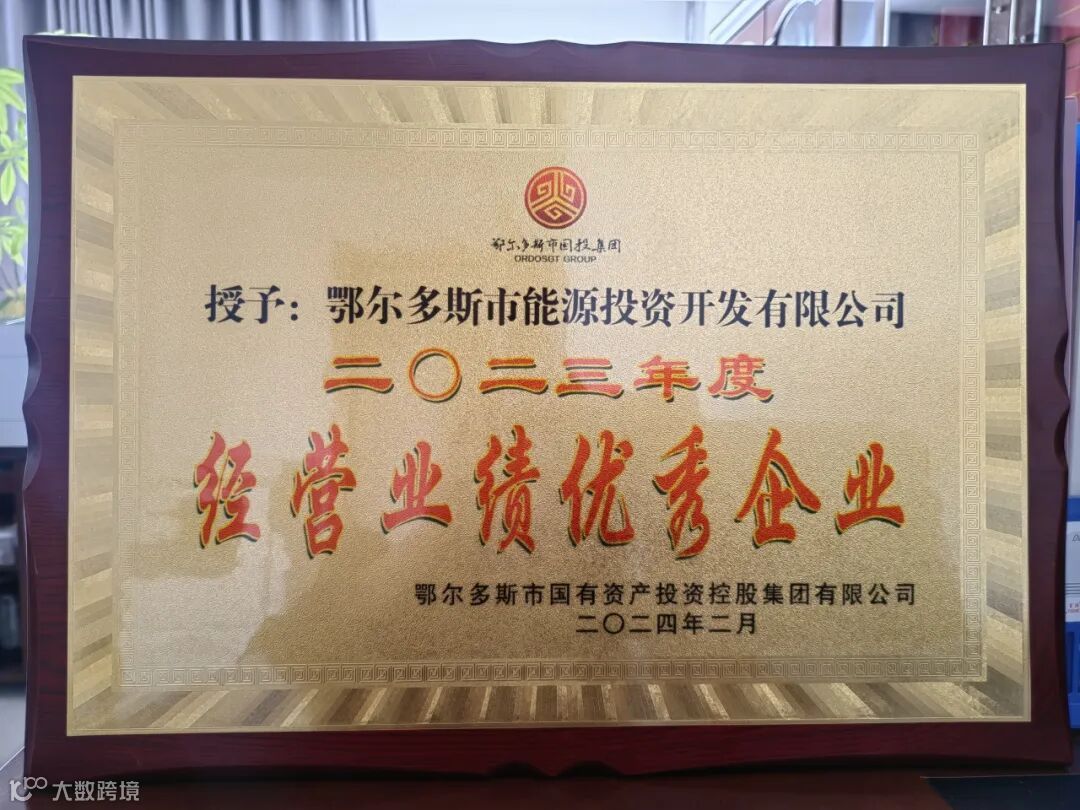 鄂尔多斯市国投集团
ORDOSGT GROUP
授予：鄂尔多斯市能源投资开发有限公司
二〇二三年度
经营业绩优秀企业
鄂尔多斯市国有资产投资控股集团有限公司
二〇二四年二月
大数跨境